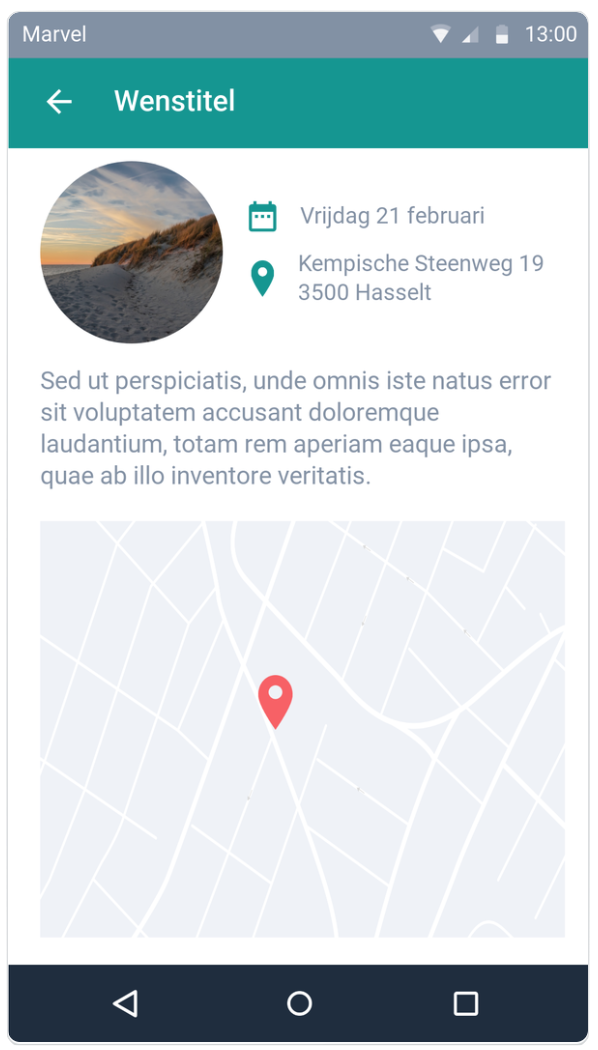 Marvel
13:00
Wenstitel
Vrijdag 21 februari
Kempische Steenweg 19
3500 Hasselt
Sed ut perspiciatis, unde omnis iste natus error
sit voluptatem accusant doloremque
laudantium, totam rem aperiam eaque ipsa,
quae ab illo inventore veritatis.